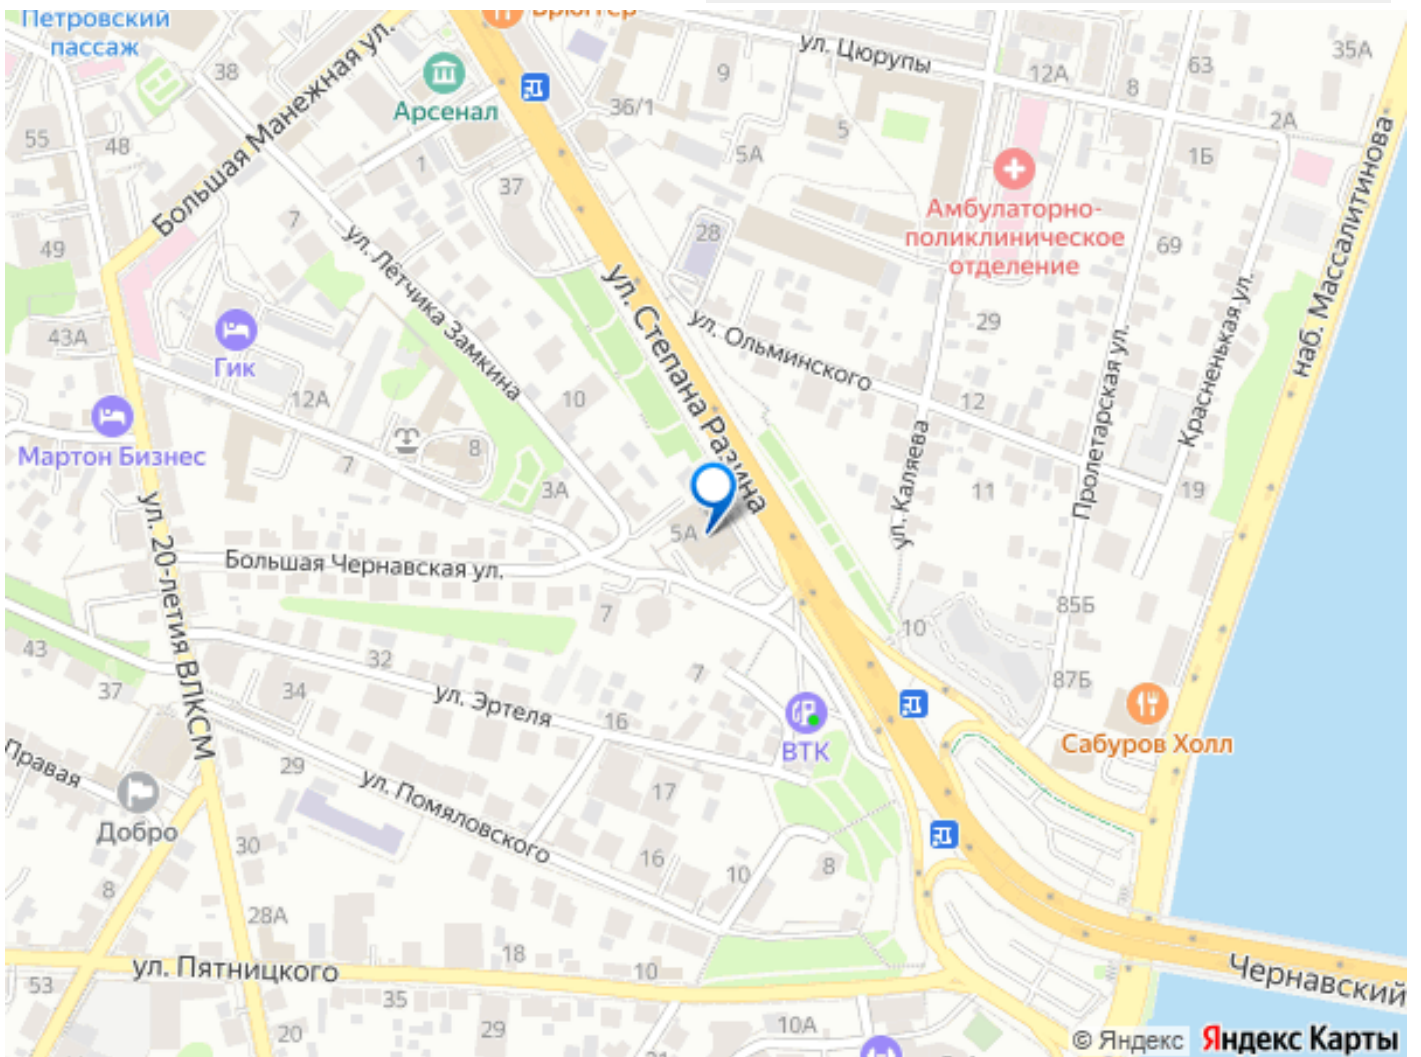 Петровский
пассаж
Брюггер
ул. Цюрупы
35А
63
12А
8
9
38
36/1
Большая Манежная ул.
Арсенал
2А
55
48
5
5А
1Б
1
37
Амбулаторно-
поликлиническое
отделение
наб. Массалитинова
7
28
69
49
ул. Лётчика Замкина
ул. Степана Разина
Красненькая ул.
29
ул. Ольминского
43А
Гик
Пролетарская ул.
12А
10
12
Мартон Бизнес
8
7
ул. Каляева
3А
11
19
ул. 20-летия ВЛКСМ
5А
Большая Чернавская ул.
7
85Б
10
43
32
7
87Б
37
34
ул. Эртеля
16
ВТК
Сабуров Холл
Правая
29
ул. Помяловского
17
Добро
30
16
10
8
8
28А
ул. Пятницкого
18
10
Чернавский
53
35
29
20
10А
© Яндекс Яндекс Карты